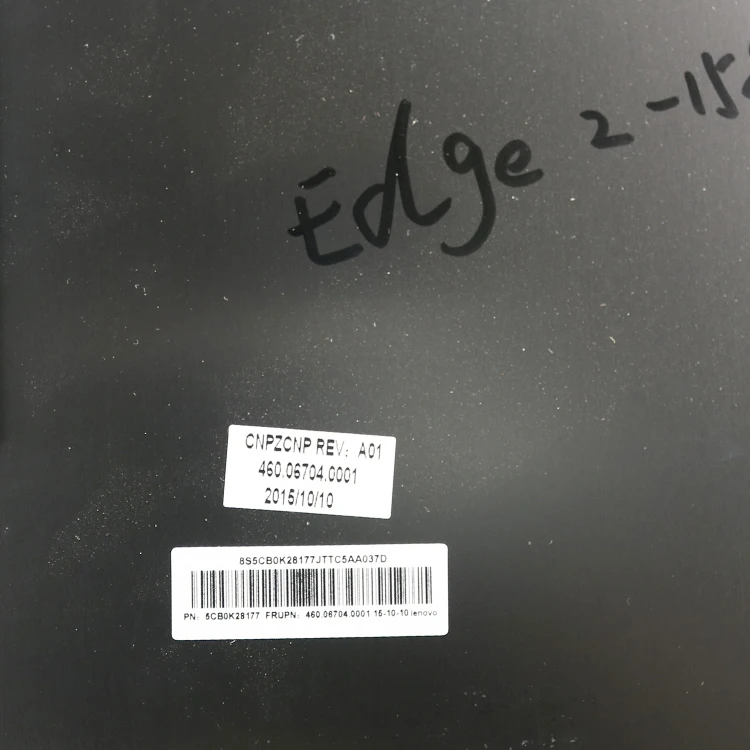 Edge 2-15
CNPZCNP REV: A01
460.06704.0001
2015/10/10
8S5CB0K28177JTTC5AA037D
PN: 5CB0K28177 FRUPN: 460.06704.0001 15-10-10 lenovo